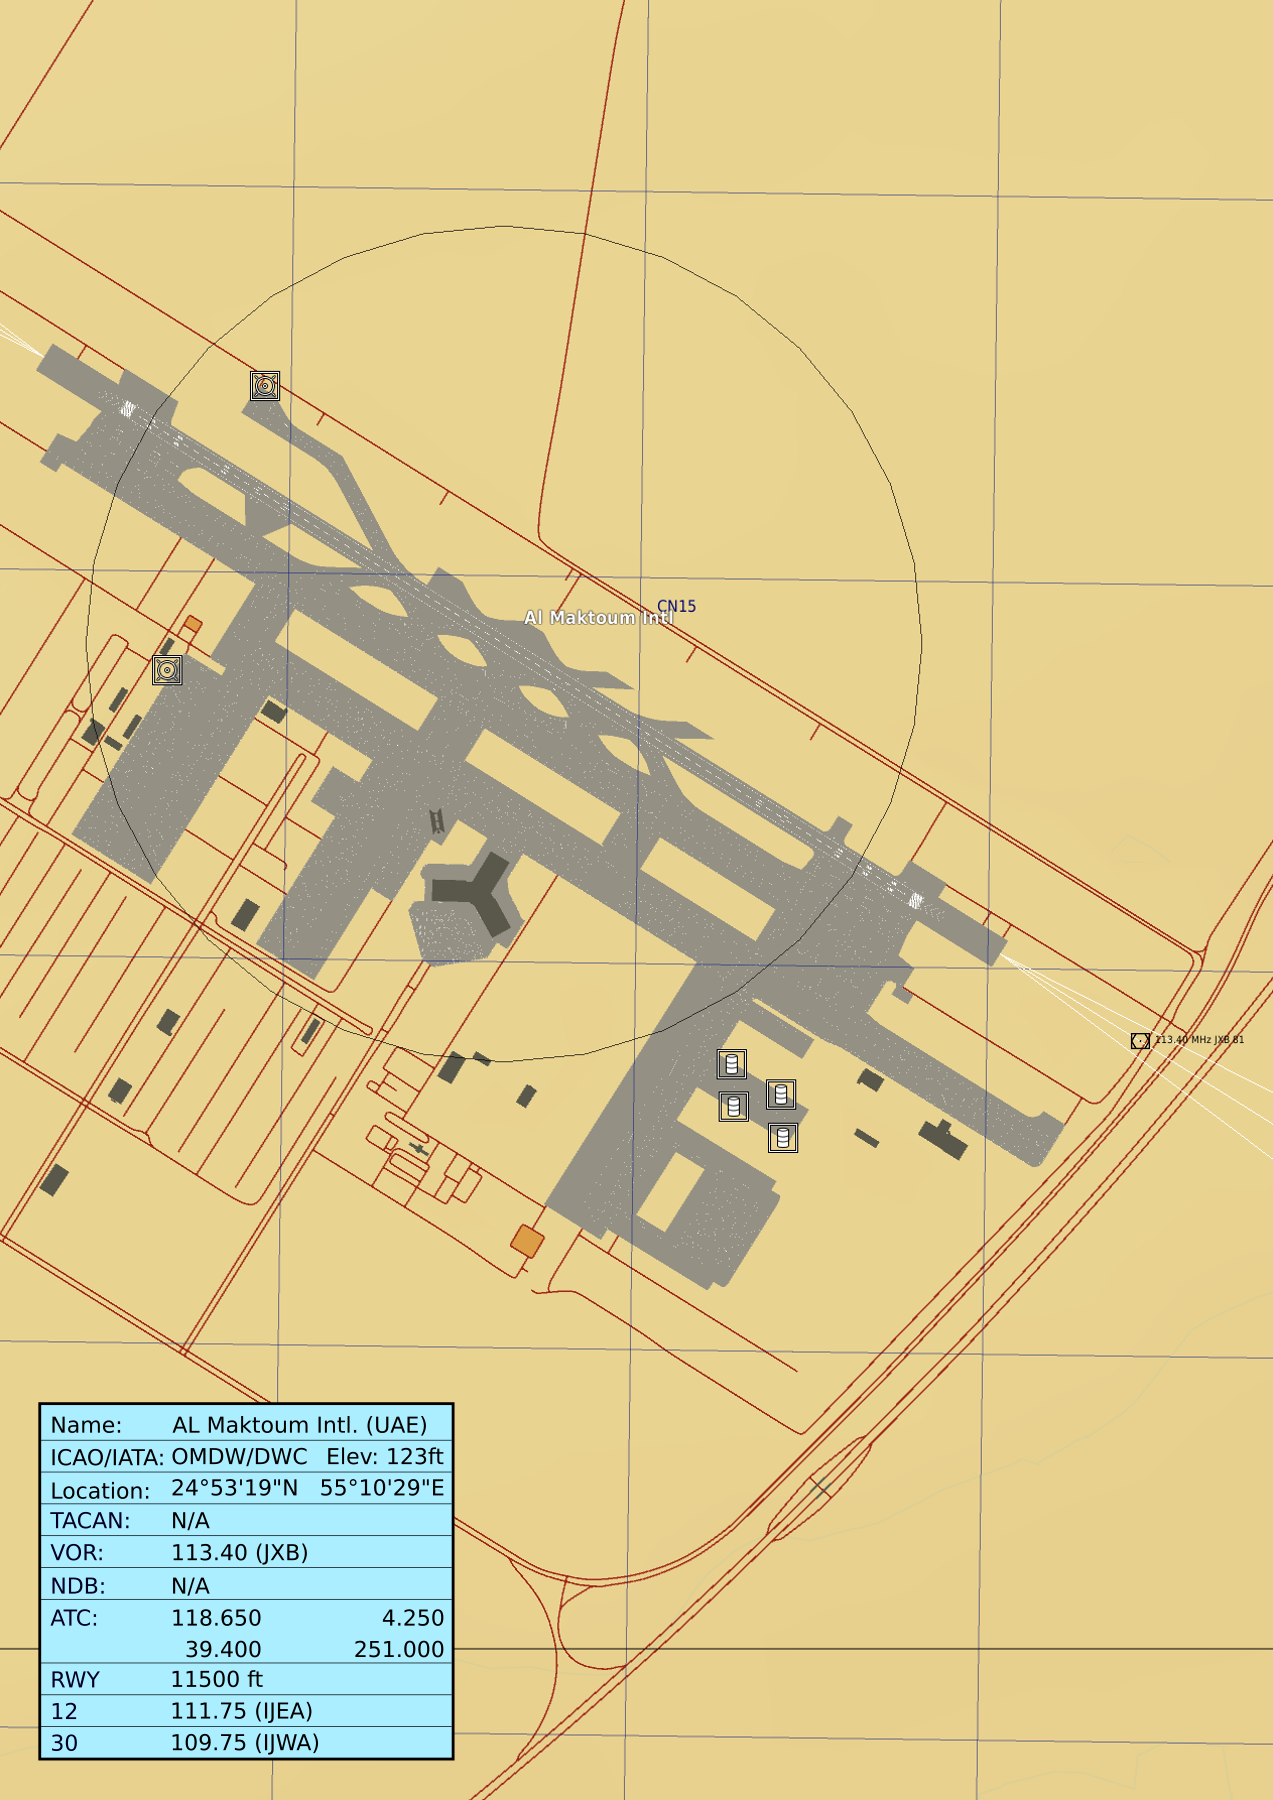 CN15
Al Maktoum Intl
113.40 MHz JXB 81
Name: AL Maktoum Intl. (UAE)
ICAO/IATA: OMDW/DWC Elev: 123ft
Location: 24°53'19"N 55°10'29"E
TACAN: N/A
VOR: 113.40 (JXB)
NDB: N/A
ATC: 118.650 4.250
39.400 251.000
RWY 11500 ft
12 111.75 (IJEA)
30 109.75 (IJWA)